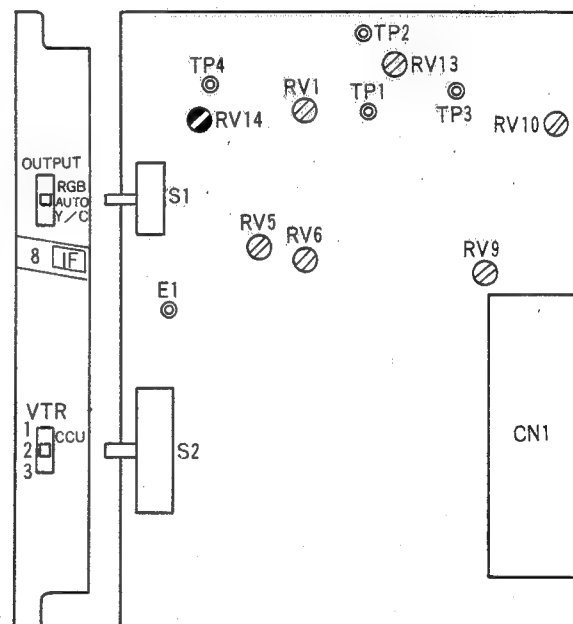 TP2
RV13
TP4
RV1
TP1
TP3
RV14
RV10
OUTPUT
RGB
AUTO
Y/C
S1
8 IF
RV5
RV6
RV9
E1
VTR
1
CCU
2
3
S2
CN1